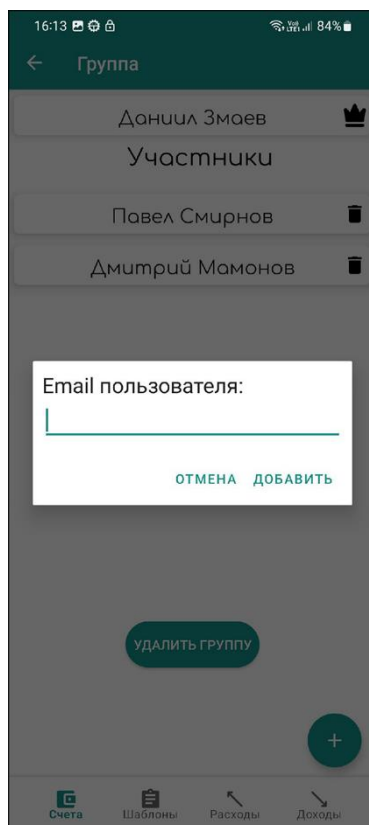 16:13
84%
Группа
Даниил Змаев
Участники
Павел Смирнов
Дмитрий Мамонов
Email пользователя:
ОТМЕНА ДОБАВИТЬ
УДАЛИТЬ ГРУППУ
+
Счета Шаблоны Расходы Доходы